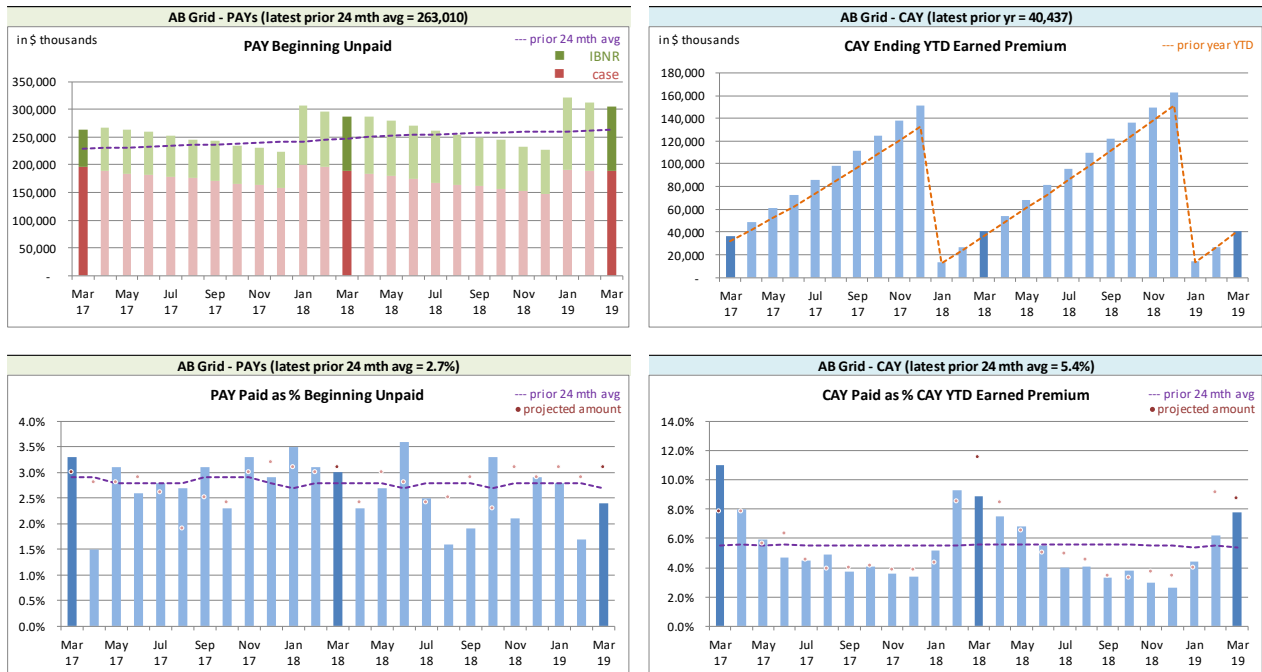 AB Grid - PAYs (latest prior 24 mth avg = 263,010)
in $ thousands
PAY Beginning Unpaid
--- prior 24 mth avg
IBNR
case
350,000
300,000
250,000
200,000
150,000
100,000
50,000
-
Mar May Jul Sep Nov Jan Mar May Jul Sep Nov Jan Mar
17 17 17 17 17 18 18 18 18 18 18 19 19
AB Grid - CAY (latest prior yr = 40,437)
in $ thousands
CAY Ending YTD Earned Premium
--- prior year YTD
180,000
160,000
140,000
120,000
100,000
80,000
60,000
40,000
20,000
-
Mar May Jul Sep Nov Jan Mar May Jul Sep Nov Jan Mar
17 17 17 17 17 18 18 18 18 18 18 19 19
AB Grid - PAYs (latest prior 24 mth avg = 2.7%)
PAY Paid as % Beginning Unpaid
--- prior 24 mth avg
• projected amount
4.0%
3.5%
3.0%
2.5%
2.0%
1.5%
1.0%
0.5%
0.0%
Mar May Jul Sep Nov Jan Mar May Jul Sep Nov Jan Mar
17 17 17 17 17 18 18 18 18 18 18 19 19
AB Grid - CAY (latest prior 24 mth avg = 5.4%)
CAY Paid as % CAY YTD Earned Premium
--- prior 24 mth avg
• projected amount
14.0%
12.0%
10.0%
8.0%
6.0%
4.0%
2.0%
0.0%
Mar May Jul Sep Nov Jan Mar May Jul Sep Nov Jan Mar
17 17 17 17 17 18 18 18 18 18 18 19 19